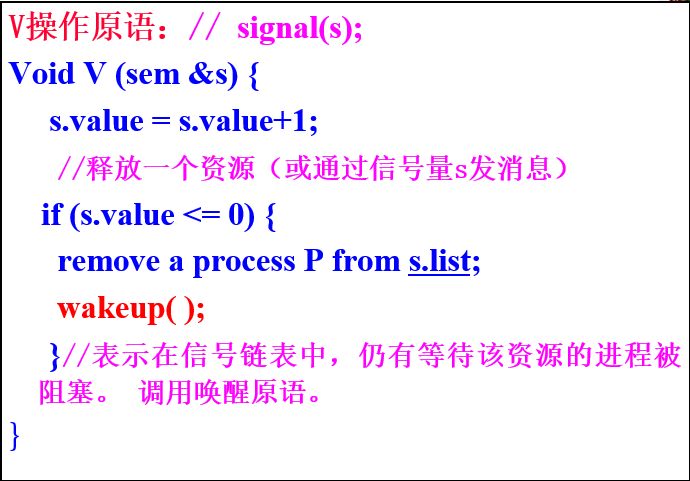 V操作原语：// signal(s);
Void V (sem &s) {
s.value = s.value+1;
//释放一个资源（或通过信号量s发消息）
if (s.value <= 0) {
remove a process P from s.list;
wakeup( );
}//表示在信号链表中，仍有等待该资源的进程被
阻塞。 调用唤醒原语。
}